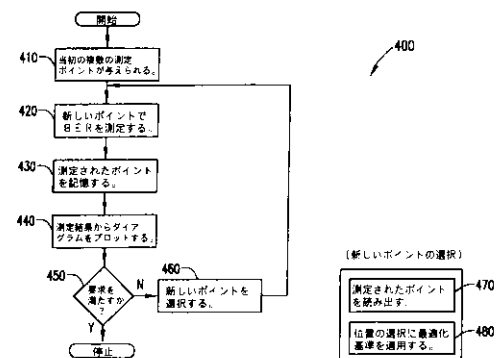 開始
400
410
当初の複数の測定
ポイントが与えられる。
420
新しいポイントで
BERを測定する。
430
測定されたポイント
を記憶する。
440
測定結果からダイア
グラムをプロットする。
450
要求を
満たすか
?
N
460
新しいポイントを
選択する。
Y
停止
(新しいポイントの選択)
測定されたポイント
を読み出す.
470
位置の選択に最適化
基準を適用する。
480